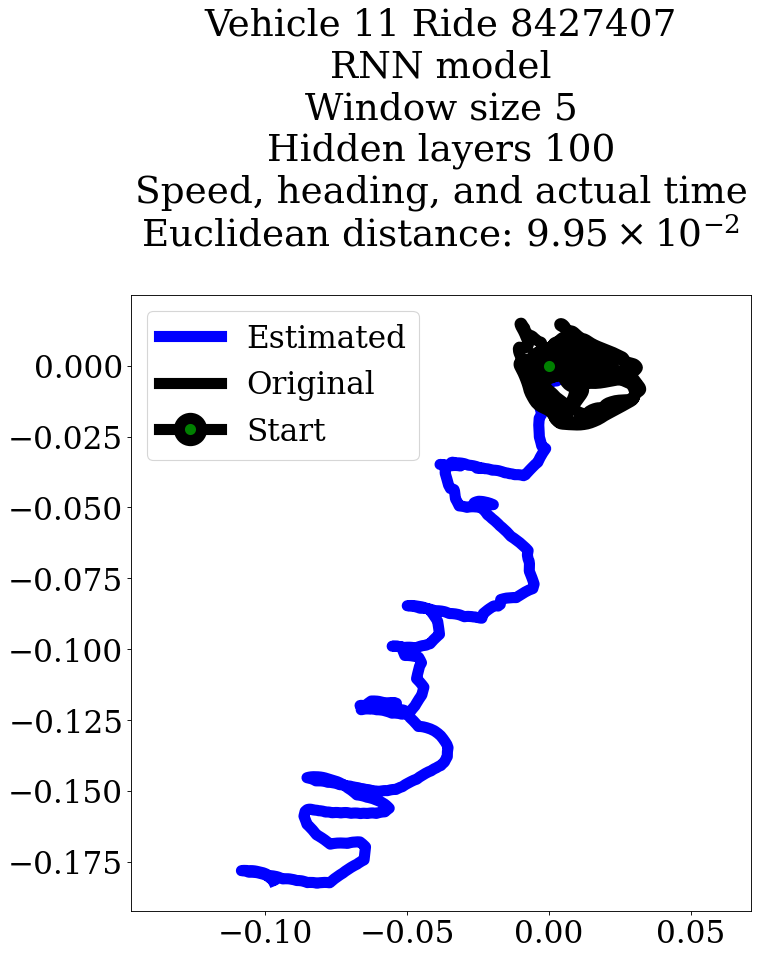 Vehicle 11 Ride 8427407
RNN model
Window size 5
Hidden layers 100
Speed, heading, and actual time
Euclidean distance: 9.95 × 10⁻²
Estimated
Original
Start
0.000
−0.025
−0.050
−0.075
−0.100
−0.125
−0.150
−0.175
−0.10
−0.05
0.00
0.05